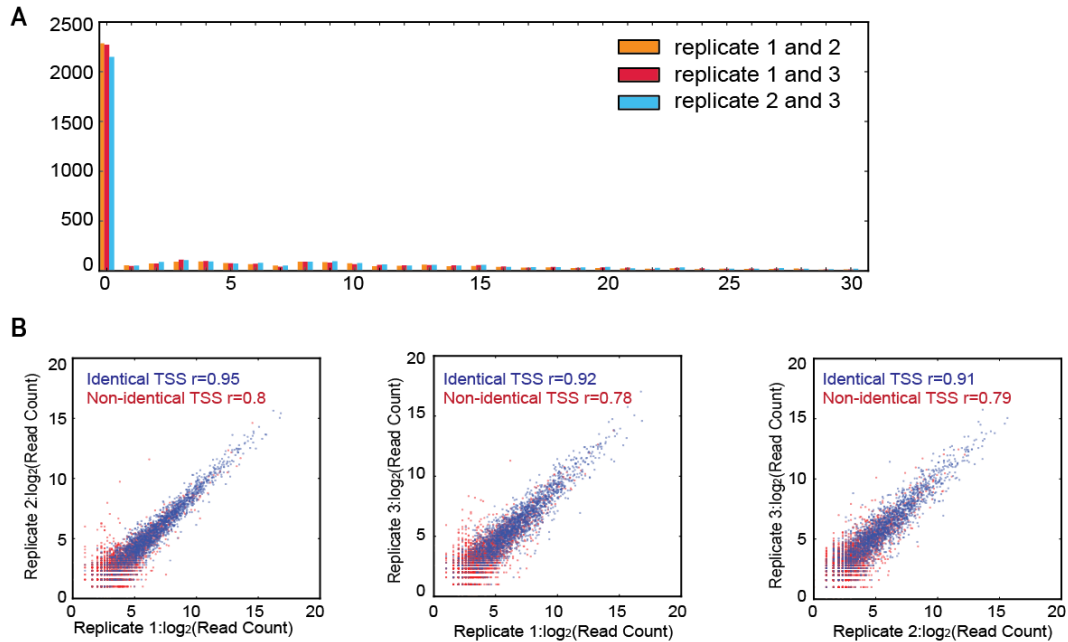 A
2500
2000
1500
1000
500
0
replicate 1 and 2
replicate 1 and 3
replicate 2 and 3
0 5 10 15 20 25 30
B
20
15
10
5
0
Replicate 2:log₂(Read Count)
Identical TSS r=0.95
Non-identical TSS r=0.8
5 10 15 20
Replicate 1:log₂(Read Count)
20
15
10
5
0
Replicate 3:log₂(Read Count)
Identical TSS r=0.92
Non-identical TSS r=0.78
0 5 10 15 20
Replicate 1:log₂(Read Count)
20
15
10
5
0
Replicate 3:log₂(Read Count)
Identical TSS r=0.91
Non-identical TSS r=0.79
0 5 10 15 20
Replicate 2:log₂(Read Count)